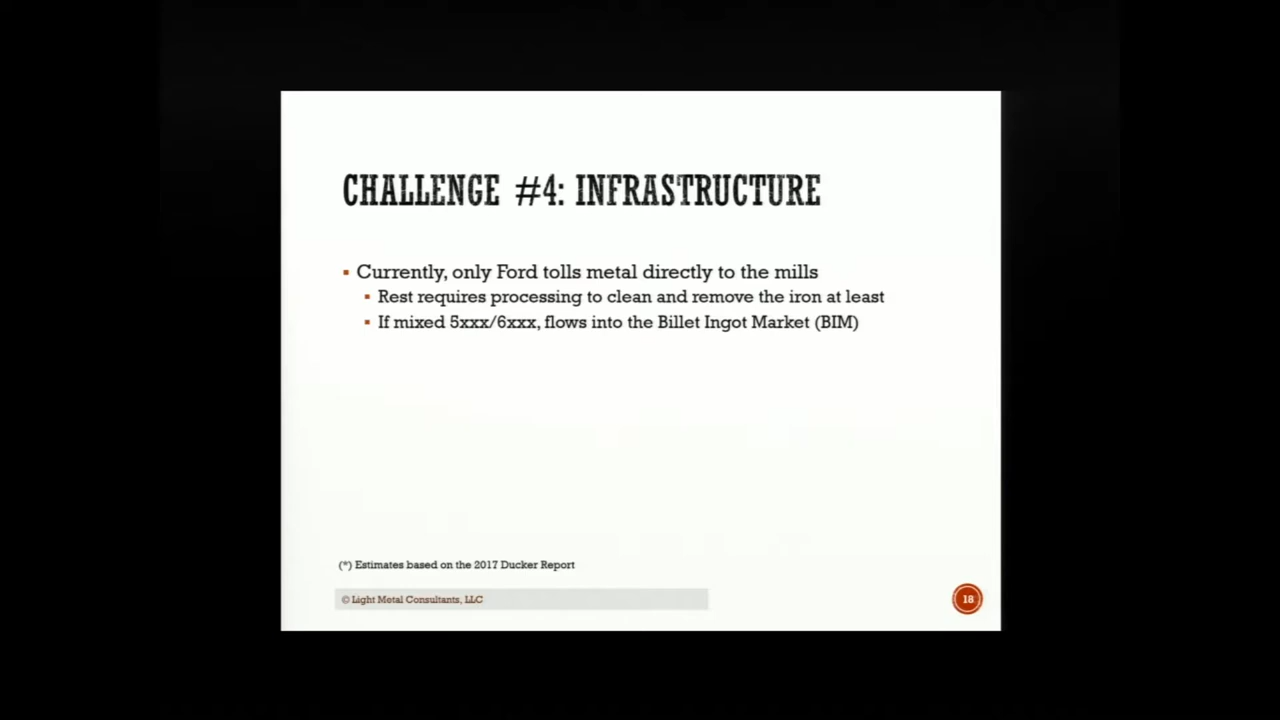 CHALLENGE #4: INFRASTRUCTURE
▪ Currently, only Ford tolls metal directly to the mills
▪ Rest requires processing to clean and remove the iron at least
▪ If mixed 5xxx/6xxx, flows into the Billet Ingot Market (BIM)
(*) Estimates based on the 2017 Ducker Report
© Light Metal Consultants, LLC
18